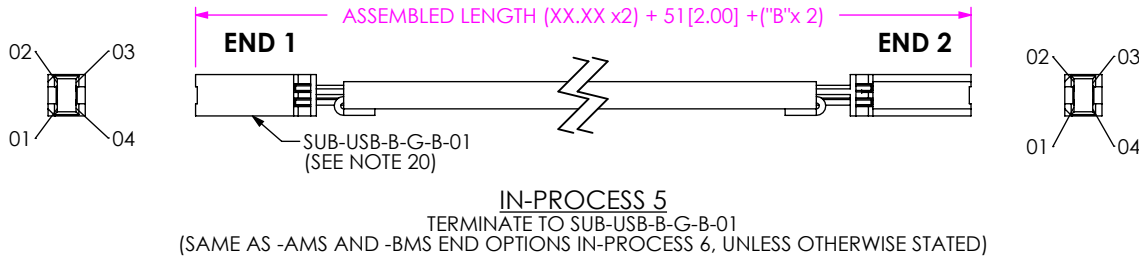 ASSEMBLED LENGTH (XX.XX x2) + 51[2.00] +("B"x 2)
END 1
END 2
02
03
01
04
02
03
01
04
SUB-USB-B-G-B-01
(SEE NOTE 20)
IN-PROCESS 5
TERMINATE TO SUB-USB-B-G-B-01
(SAME AS -AMS AND -BMS END OPTIONS IN-PROCESS 6, UNLESS OTHERWISE STATED)